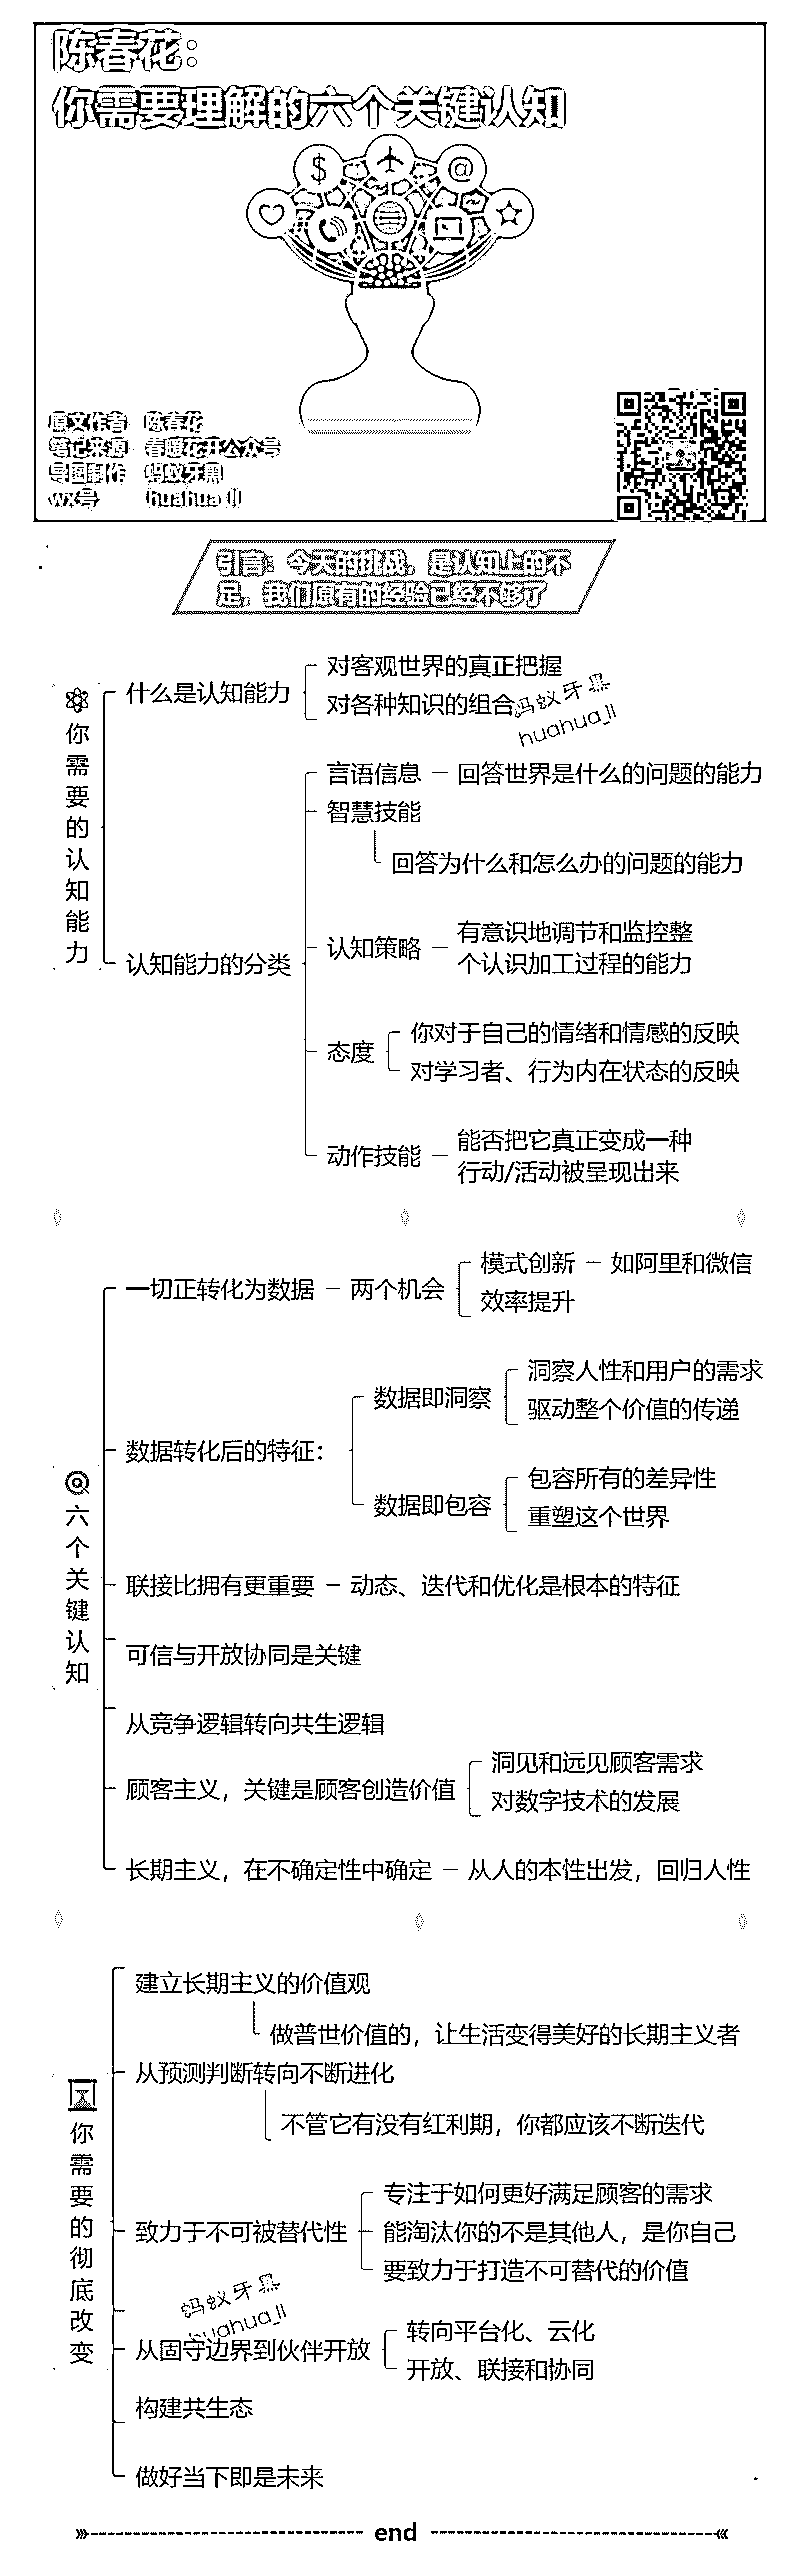 陈春花：
你需要理解的六个关键认知
$
@
原文作者 陈春花
笔记来源 春暖花开公众号
导图制作 蚂蚁牙黑
wx号 huahua_ll
引言：今天的挑战，是认知上的不
足，我们原有的经验已经不够了
你需要的认知能力
什么是认知能力
对客观世界的真正把握
对各种知识的组合
蚂蚁牙黑
huahua_ll
认知能力的分类
言语信息 – 回答世界是什么的问题的能力
智慧技能
回答为什么和怎么办的问题的能力
认知策略 – 有意识地调节和监控整
个认识加工过程的能力
态度
你对于自己的情绪和情感的反映
对学习者、行为内在状态的反映
动作技能 – 能否把它真正变成一种
行动/活动被呈现出来
六个关键认知
一切正转化为数据 – 两个机会
模式创新 – 如阿里和微信
效率提升
数据转化后的特征：
数据即洞察
洞察人性和用户的需求
驱动整个价值的传递
数据即包容
包容所有的差异性
重塑这个世界
联接比拥有更重要 – 动态、迭代和优化是根本的特征
可信与开放协同是关键
从竞争逻辑转向共生逻辑
顾客主义，关键是顾客创造价值
洞见和远见顾客需求
对数字技术的发展
长期主义，在不确定性中确定 – 从人的本性出发，回归人性
你需要的彻底改变
建立长期主义的价值观
做普世价值的，让生活变得美好的长期主义者
从预测判断转向不断进化
不管它有没有红利期，你都应该不断迭代
致力于不可被替代性
专注于如何更好满足顾客的需求
能淘汰你的不是其他人，是你自己
要致力于打造不可替代的价值
蚂蚁牙黑
huahua_ll
从固守边界到伙伴开放
转向平台化、云化
开放、联接和协同
构建共生态
做好当下即是未来
end